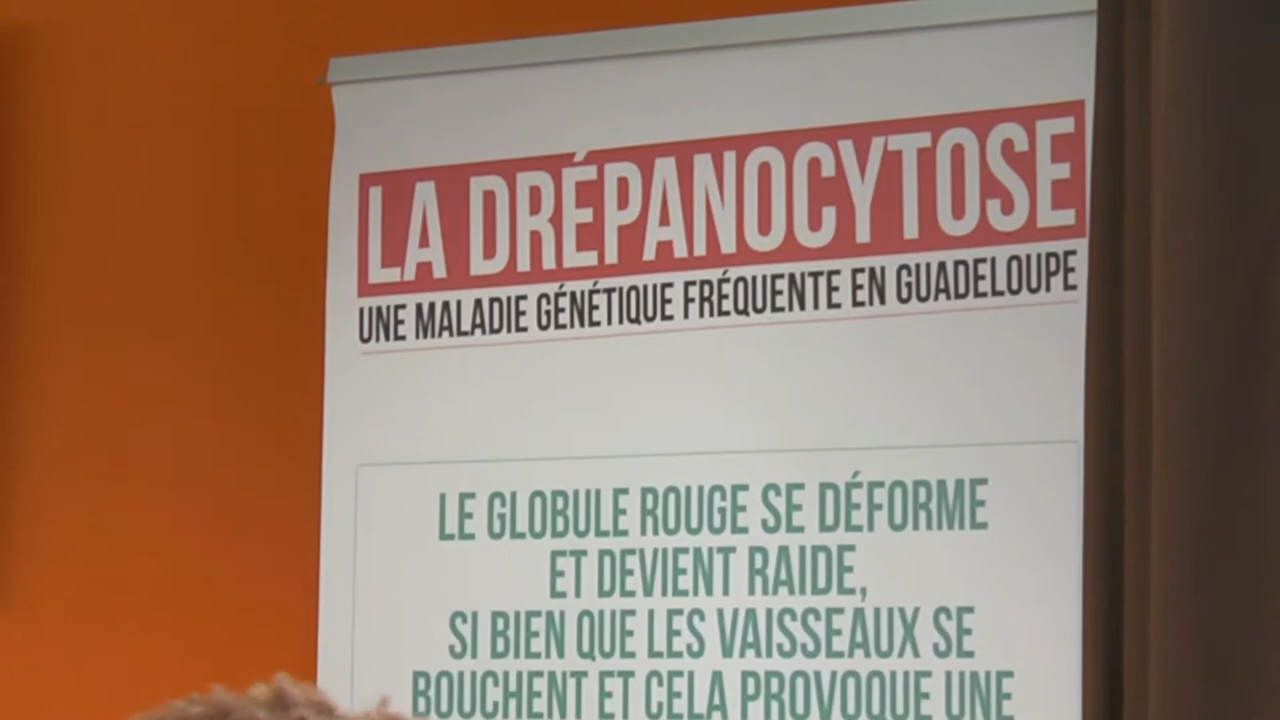 LA DRÉPANOCYTOSE
UNE MALADIE GÉNÉTIQUE FRÉQUENTE EN GUADELOUPE
LE GLOBULE ROUGE SE DÉFORME
ET DEVIENT RAIDE,
SI BIEN QUE LES VAISSEAUX SE
BOUCHENT ET CELA PROVOQUE UNE